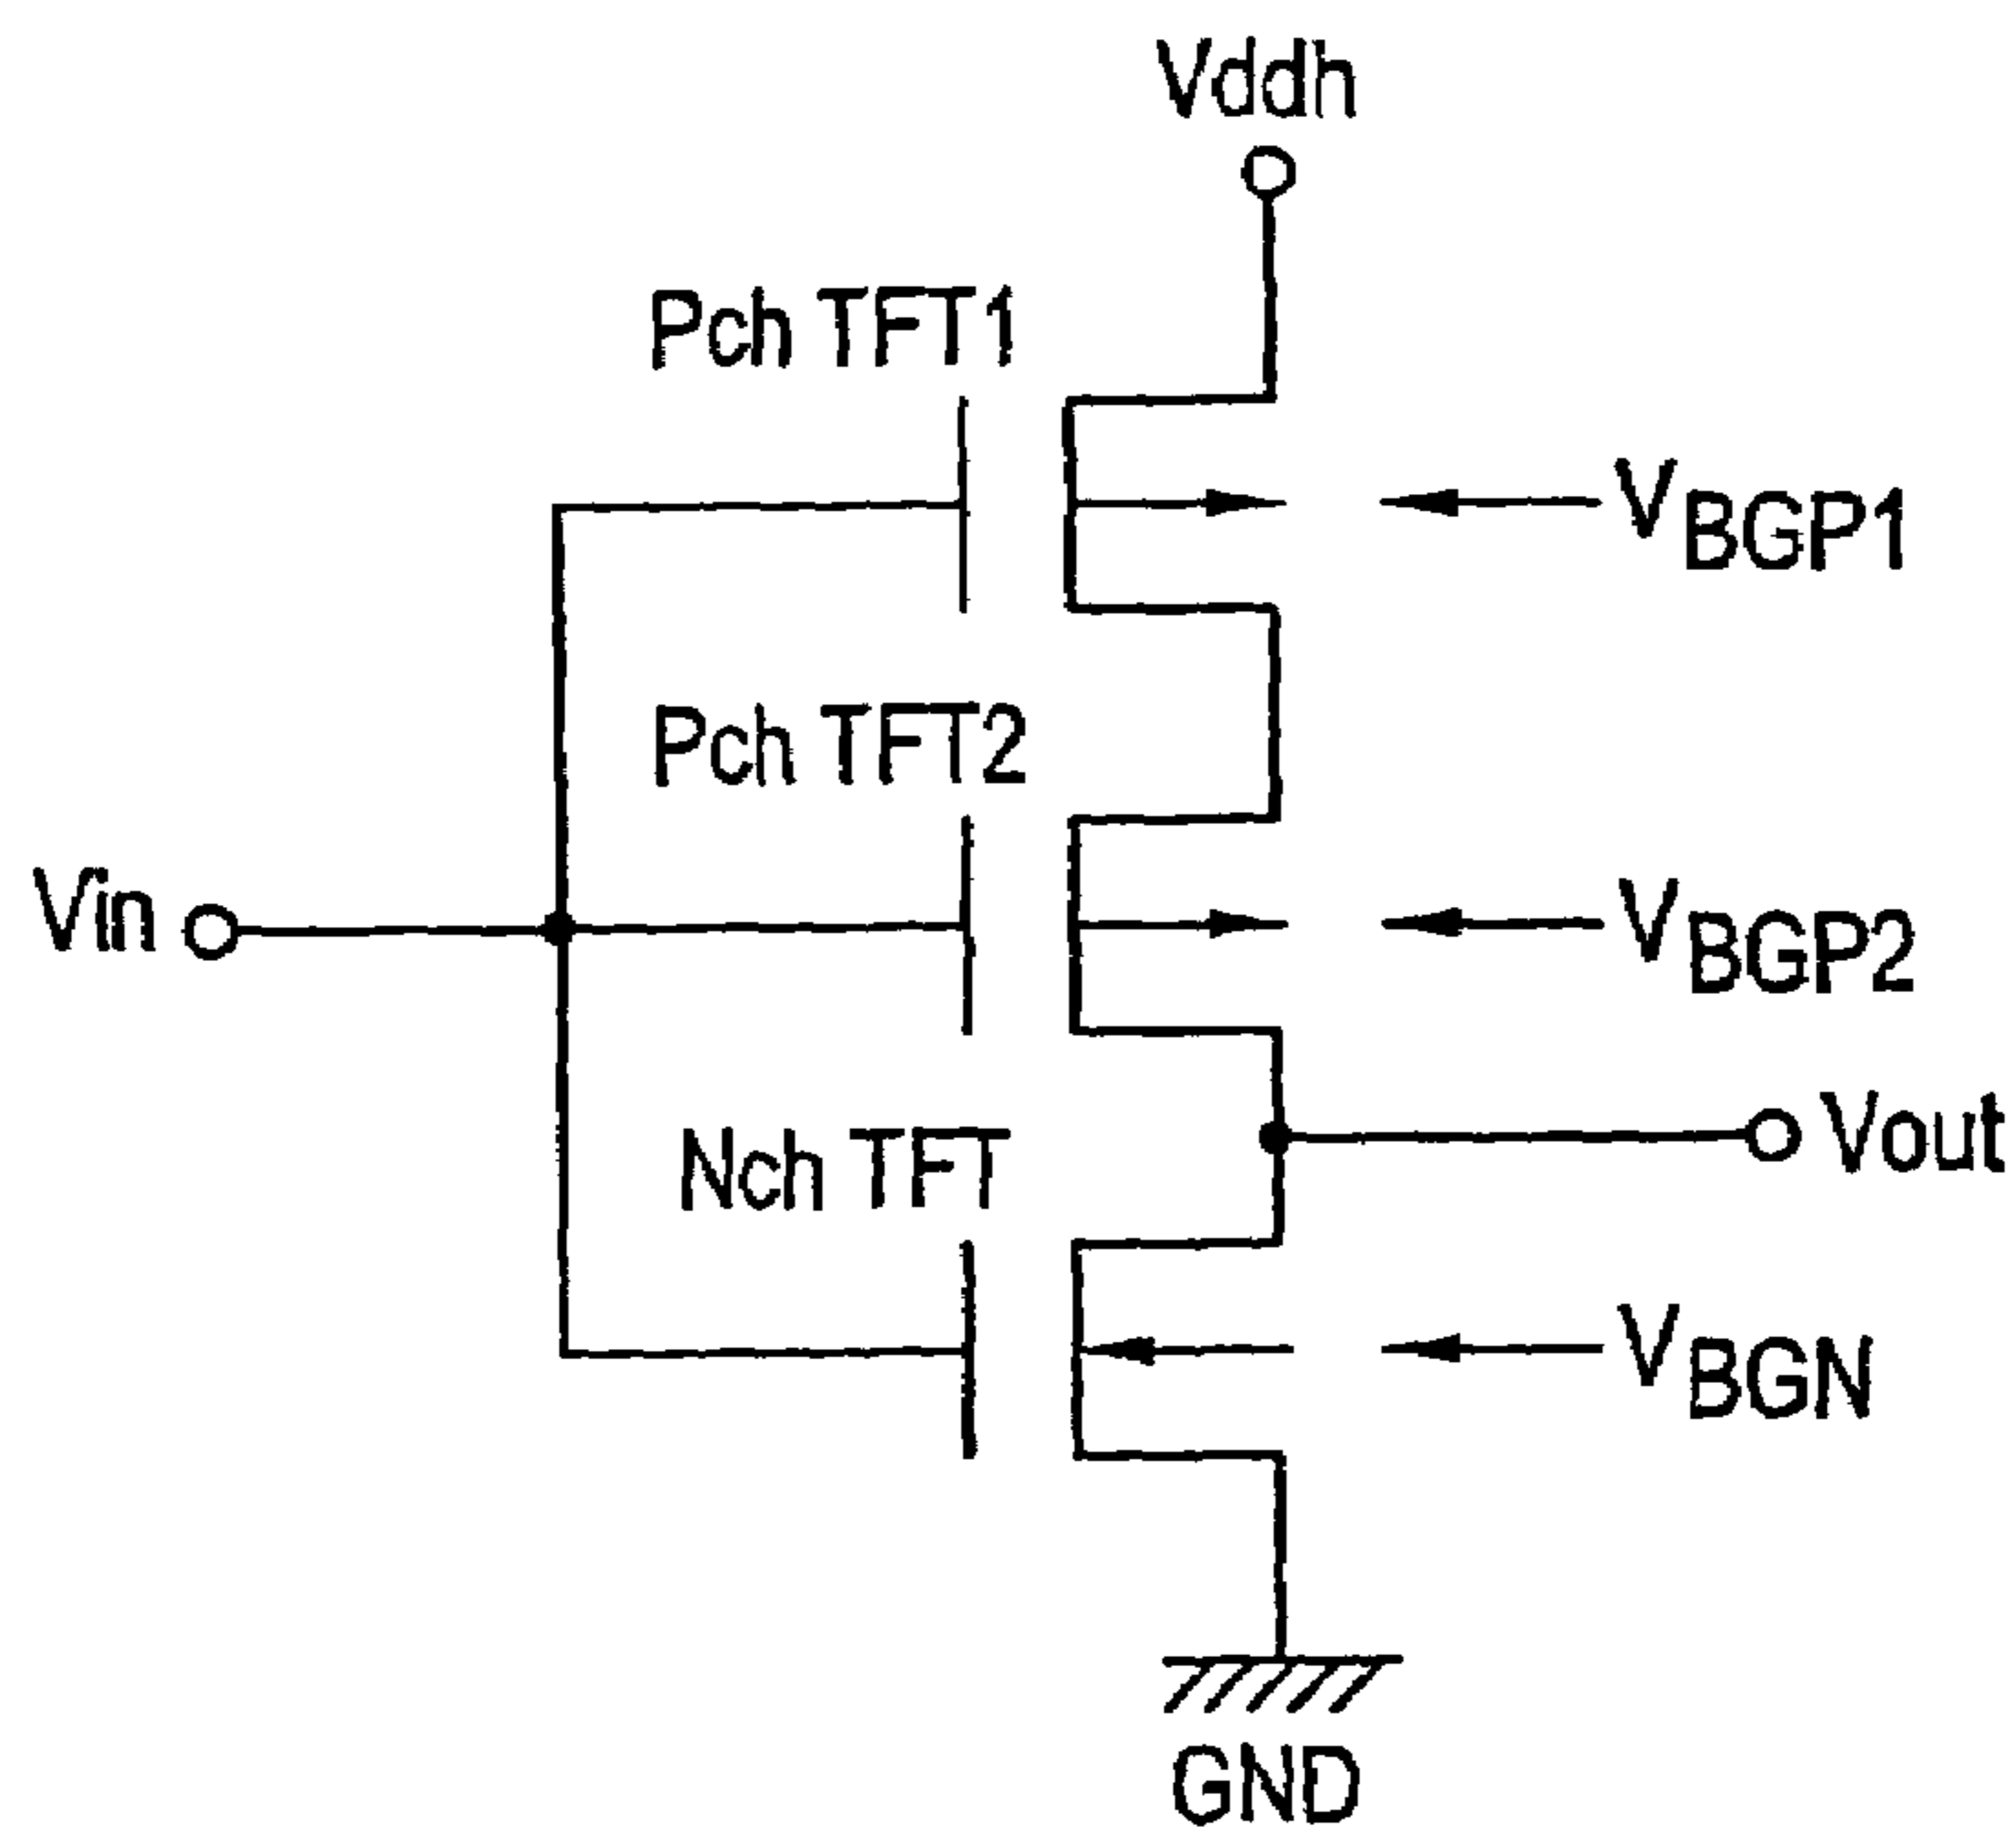 Vddh
Pch TFT1
VBGP1
Pch TFT2
Vin
VBGP2
Vout
Nch TFT
VBGN
GND